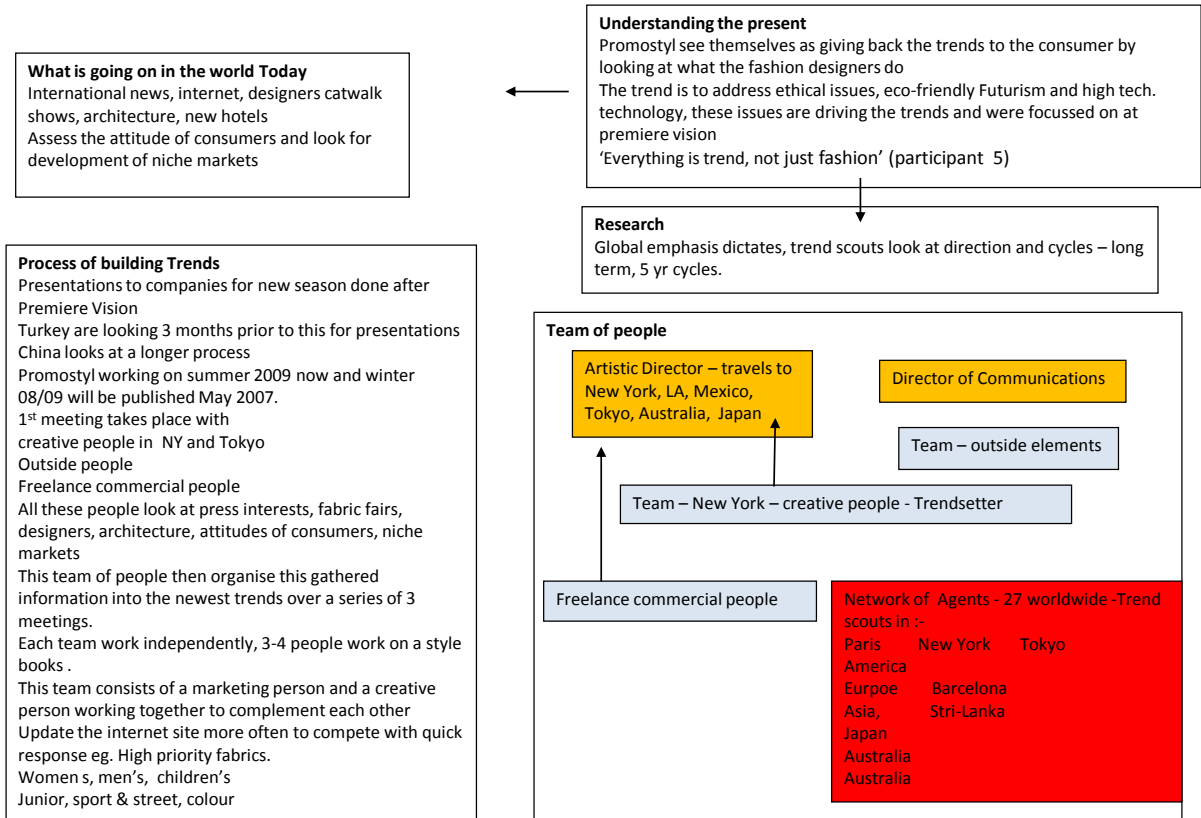 Understanding the present
Promostyl see themselves as giving back the trends to the consumer by
looking at what the fashion designers do
The trend is to address ethical issues, eco-friendly Futurism and high tech.
technology, these issues are driving the trends and were focussed on at
premiere vision
‘Everything is trend, not just fashion’ (participant 5)
What is going on in the world Today
International news, internet, designers catwalk
shows, architecture, new hotels
Assess the attitude of consumers and look for
development of niche markets
Research
Global emphasis dictates, trend scouts look at direction and cycles – long
term, 5 yr cycles.
Process of building Trends
Presentations to companies for new season done after
Premiere Vision
Turkey are looking 3 months prior to this for presentations
China looks at a longer process
Promostyl working on summer 2009 now and winter
08/09 will be published May 2007.
1st meeting takes place with
creative people in NY and Tokyo
Outside people
Freelance commercial people
All these people look at press interests, fabric fairs,
designers, architecture, attitudes of consumers, niche
markets
This team of people then organise this gathered
information into the newest trends over a series of 3
meetings.
Each team work independently, 3-4 people work on a style
books .
This team consists of a marketing person and a creative
person working together to complement each other
Update the internet site more often to compete with quick
response eg. High priority fabrics.
Women s, men’s, children’s
Junior, sport & street, colour
Team of people
Artistic Director – travels to
New York, LA, Mexico,
Tokyo, Australia, Japan
Director of Communications
Team – outside elements
Team – New York – creative people - Trendsetter
Freelance commercial people
Network of Agents - 27 worldwide -Trend
scouts in :-
Paris New York Tokyo
America
Eurpoe Barcelona
Asia, Stri-Lanka
Japan
Australia
Australia